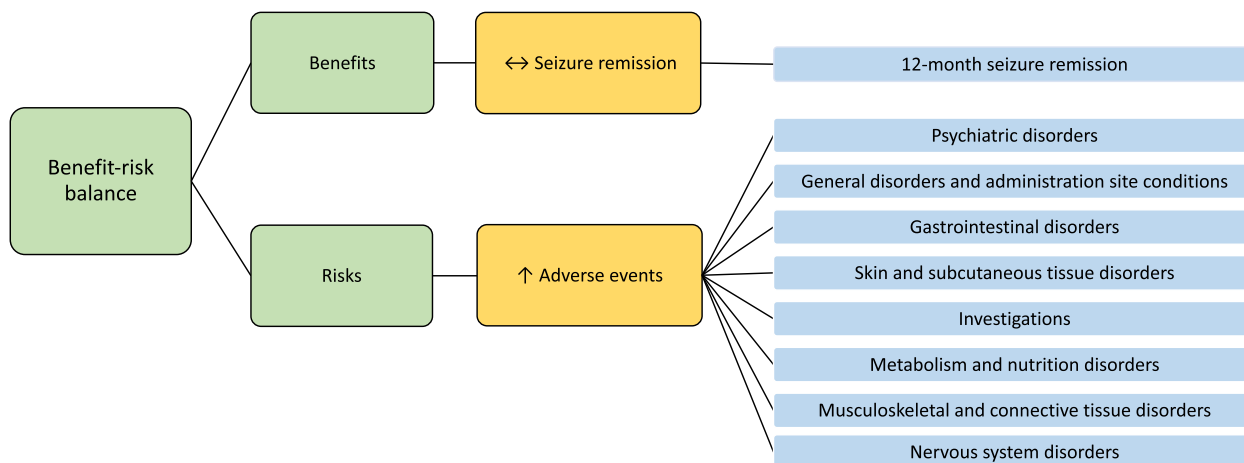 Benefit-risk
balance
Benefits
↔ Seizure remission
12-month seizure remission
Risks
↑ Adverse events
Psychiatric disorders
General disorders and administration site conditions
Gastrointestinal disorders
Skin and subcutaneous tissue disorders
Investigations
Metabolism and nutrition disorders
Musculoskeletal and connective tissue disorders
Nervous system disorders